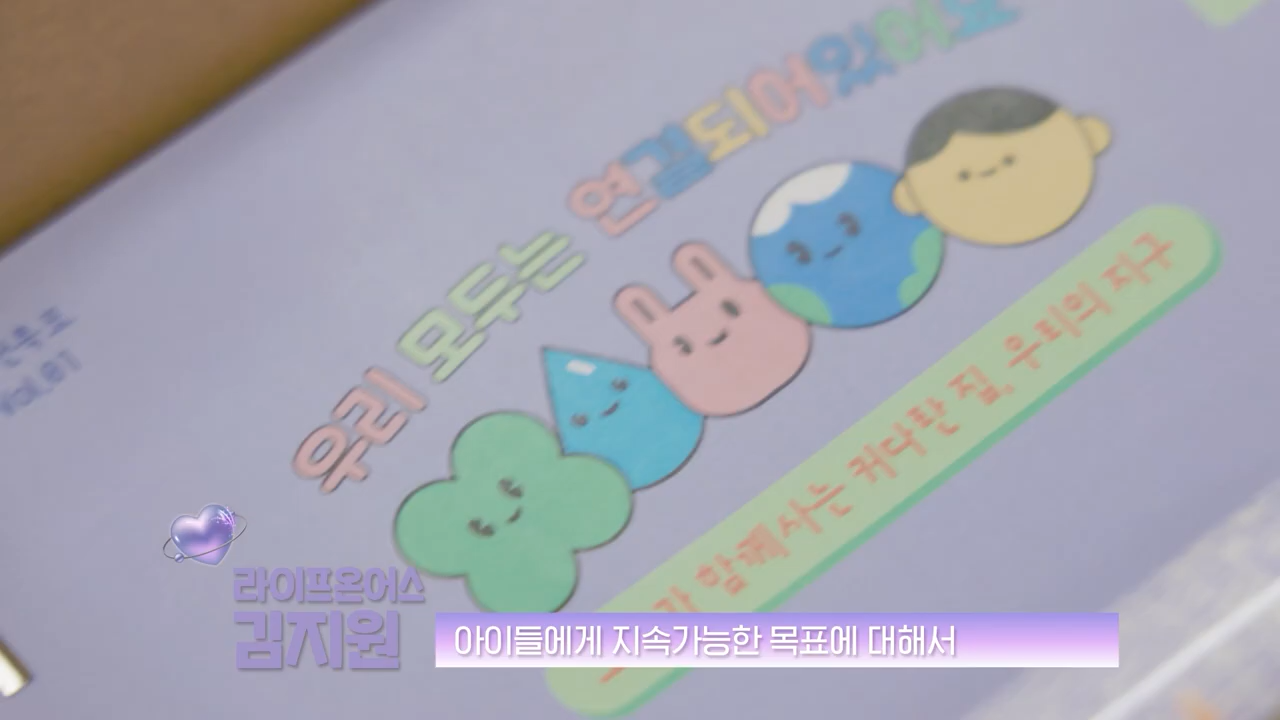 우리 모두는 연결되어있어요
함께사는 커다란 집, 우리의 지구
Vol.01
라이프온어스
김지원
아이들에게 지속가능한 목표에 대해서